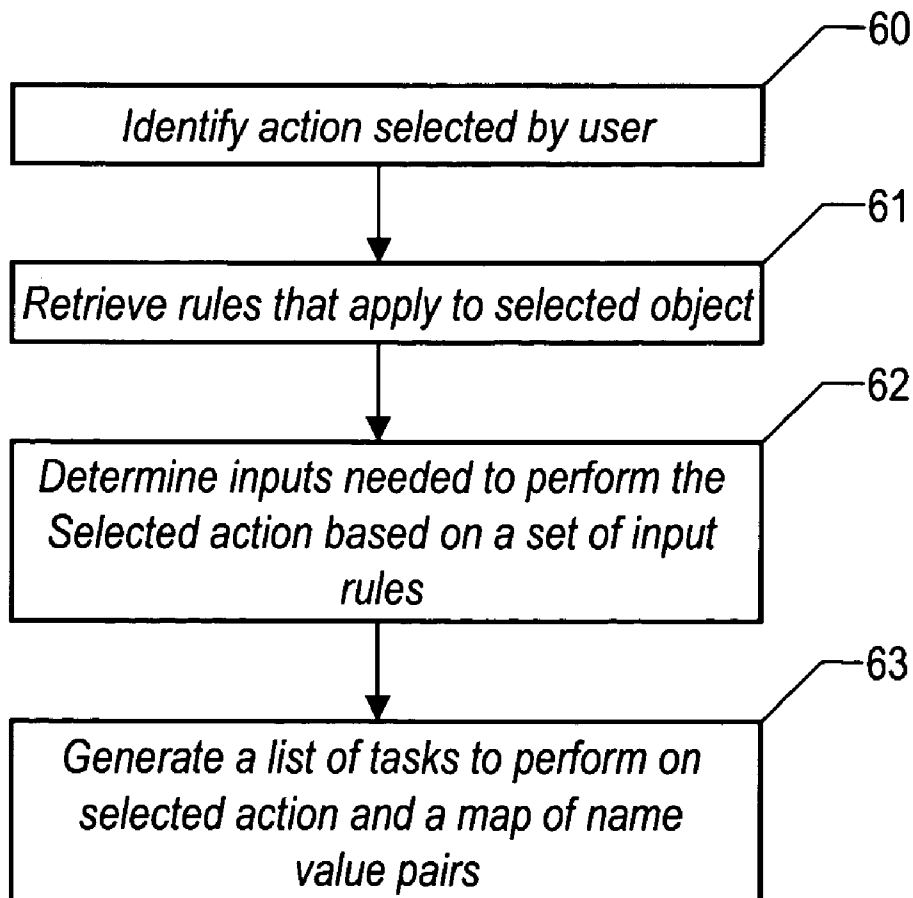 60
Identify action selected by user
61
Retrieve rules that apply to selected object
62
Determine inputs needed to perform the
Selected action based on a set of input
rules
63
Generate a list of tasks to perform on
selected action and a map of name
value pairs